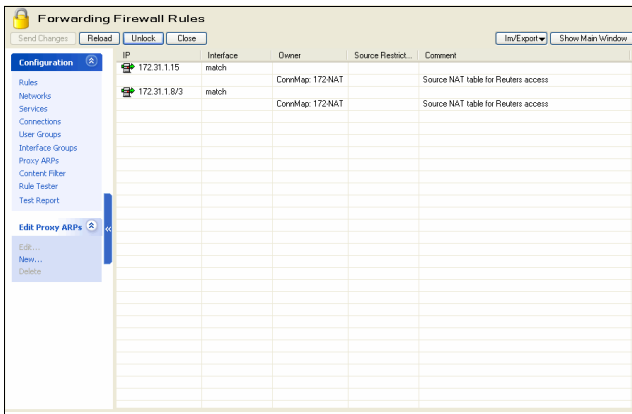 Forwarding Firewall Rules
Send Changes Reload Unlock Close Im/Export Show Main Window
Configuration
Rules
Networks
Services
Connections
User Groups
Interface Groups
Proxy ARPs
Content Filter
Rule Tester
Test Report
Edit Proxy ARPs
Edit...
New...
Delete
IP Interface Owner Source Restrict... Comment
172.31.1.15 match
ConnMap: 172-NAT Source NAT table for Reuters access
172.31.1.8/3 match
ConnMap: 172-NAT Source NAT table for Reuters access